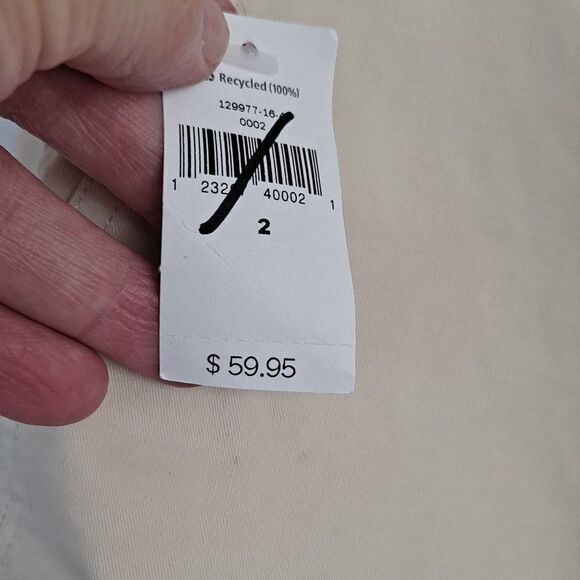 Recycled (100%)
129977-16-
0002
1 232 40002 1
2
$ 59.95